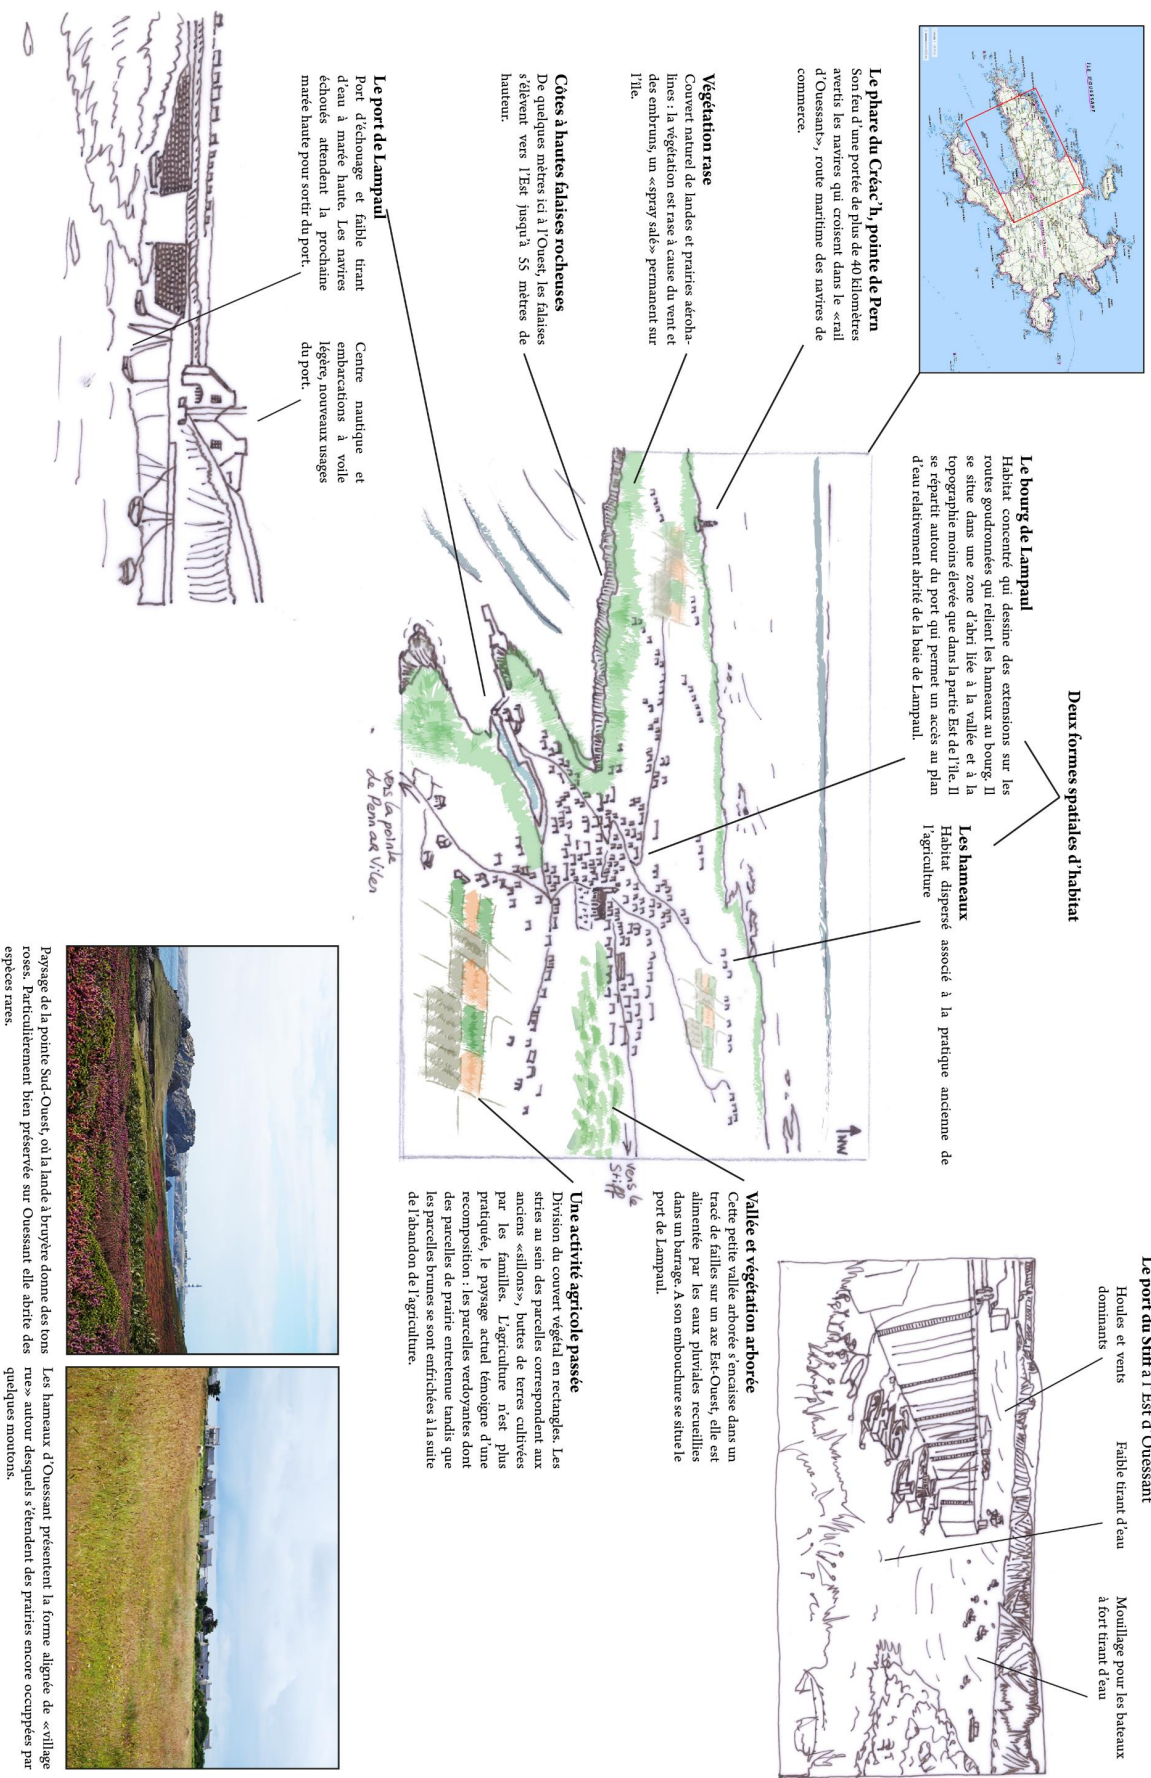 ILE D'OUESSANT
Le phare du Créac'h, pointe de Pern
Son feu d'une portée de plus de 40 kilomètres
avertis les navires qui croisent dans le «rail
d'Ouessant», route maritime des navires de
commerce.
Végétation rase
Couvert naturel de landes et prairies aéroha-
lines : la végétation est rase à cause du vent et
des embruns, un «spray salé» permanent sur
l'île.
Côtes à hautes falaises rocheuses
De quelques mètres ici à l'Ouest, les falaises
s'élèvent vers l'Est jusqu'à 55 mètres de
hauteur.
Le port de Lampaul
Port d'échouage et faible tirant
d'eau à marée haute. Les navires
échoués attendent la prochaine
marée haute pour sortir du port.
Centre nautique et
embarcations à voile
légère, nouveaux usages
du port.
Deux formes spatiales d'habitat
Le bourg de Lampaul
Habitat concentré qui dessine des extensions sur les
routes goudronnées qui relient les hameaux au bourg. Il
se situe dans une zone d'abri liée à la vallée et à la
topographie moins élevée que dans la partie Est de l'île. Il
se répartit autour du port qui permet un accès au plan
d'eau relativement abrité de la baie de Lampaul.
Les hameaux
Habitat dispersé associé à la pratique ancienne de
l'agriculture
NW
vers le
Stiff
vers la pointe
de Penn ar Viler
Le port du Stiff à l'Est d'Ouessant
Houles et vents
dominants
Faible tirant d'eau
Mouillage pour les bateaux
à fort tirant d'eau
Vallée et végétation arborée
Cette petite vallée arborée s'encaisse dans un
tracé de failles sur un axe Est-Ouest, elle est
alimentée par les eaux pluviales recueillies
dans un barrage. A son embouchure se situe le
port de Lampaul.
Une activité agricole passée
Division du couvert végétal en rectangles. Les
stries au sein des parcelles correspondent aux
anciens «sillons», buttes de terres cultivées
par les familles. L'agriculture n'est plus
pratiquée, le paysage actuel témoigne d'une
recomposition : les parcelles verdoyantes dont
des parcelles de prairie entretenue tandis que
les parcelles brunes se sont enfrichées à la suite
de l'abandon de l'agriculture.
Paysage de la pointe Sud-Ouest, où la lande à bruyère donne des tons
roses. Particulièrement bien préservée sur Ouessant elle abrite des
espèces rares.
Les hameaux d'Ouessant présentent la forme alignée de «village
rue» autour desquels s'étendent des prairies encore occuppées par
quelques moutons.